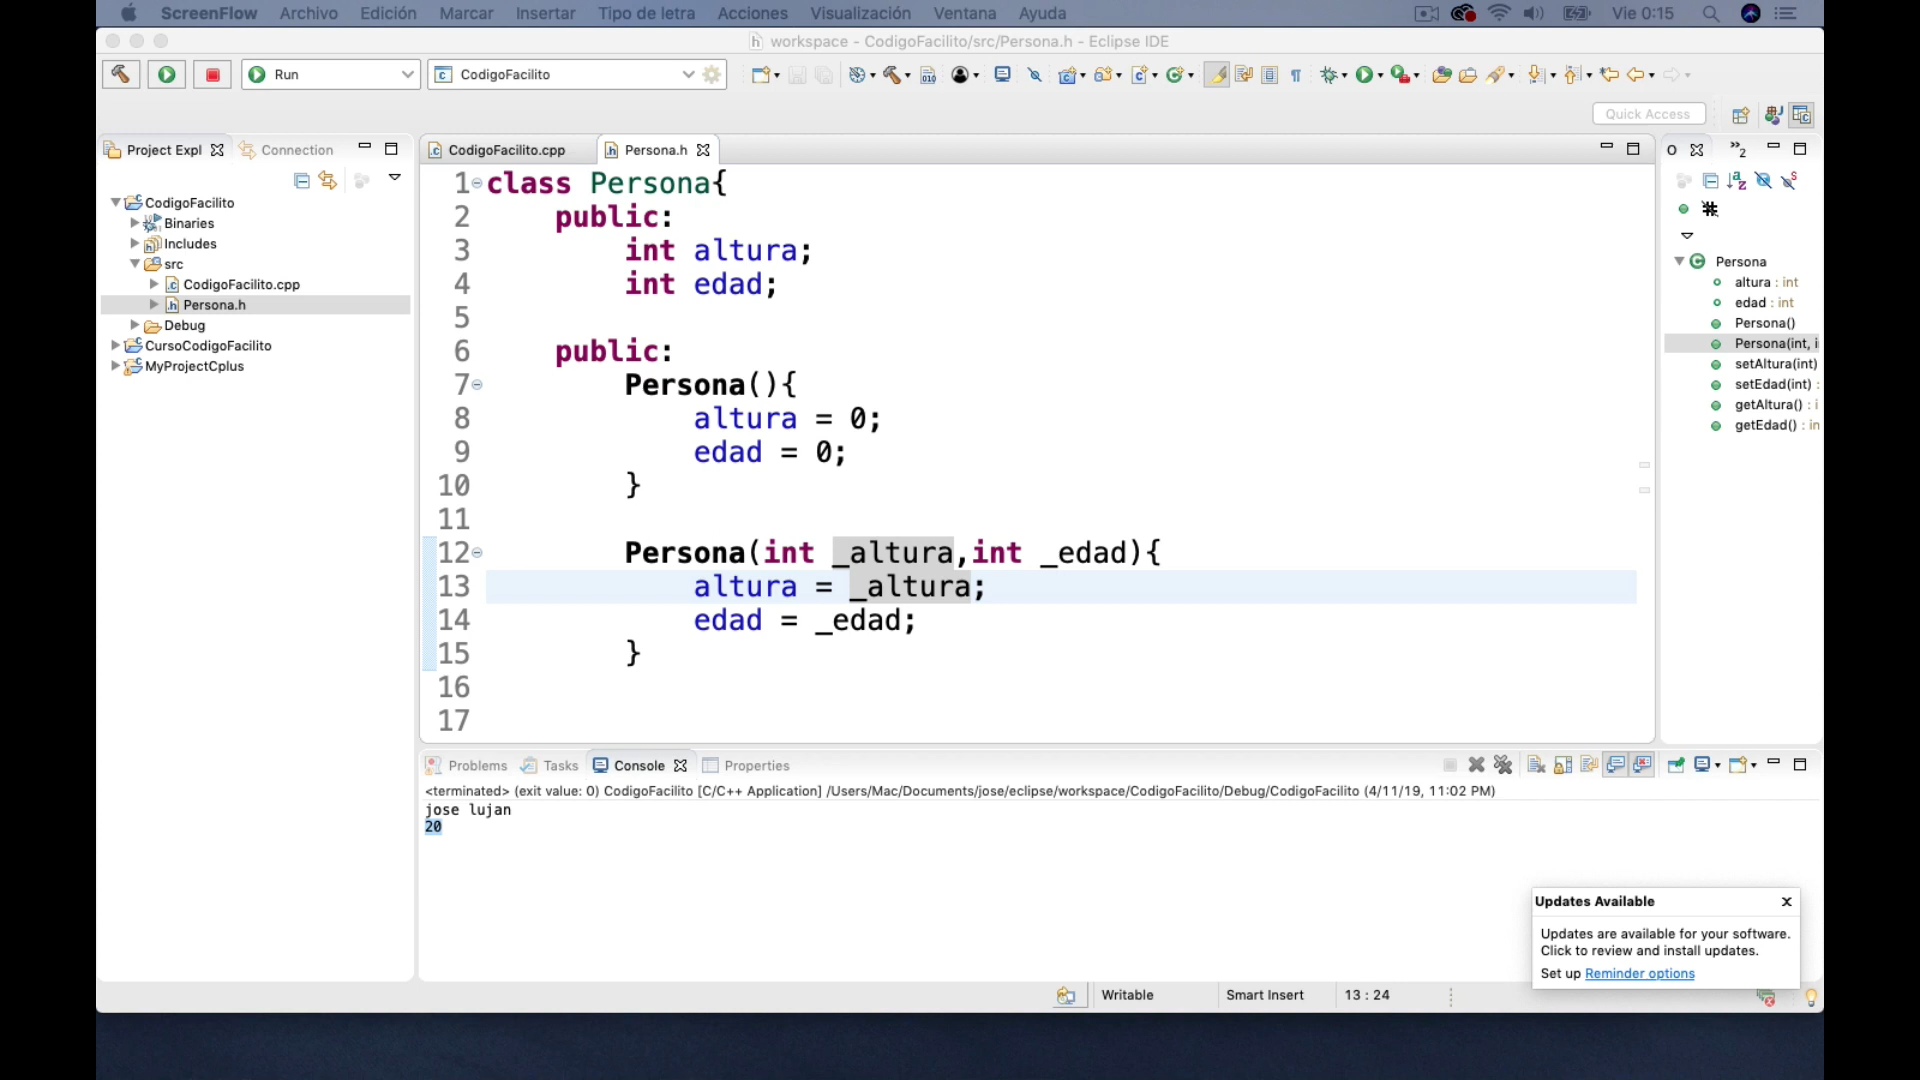 ScreenFlow Archivo Edición Marcar Insertar Tipo de letra Acciones Visualización Ventana Ayuda Vie 0:15
workspace - CodigoFacilito/src/Persona.h - Eclipse IDE
Run CodigoFacilito
Quick Access
Project Expl Connection
CodigoFacilito
Binaries
Includes
src
CodigoFacilito.cpp
Persona.h
Debug
CursoCodigoFacilito
MyProjectCplus
CodigoFacilito.cpp Persona.h
1 class Persona{
2 public:
3 int altura;
4 int edad;
5
6 public:
7 Persona(){
8 altura = 0;
9 edad = 0;
10 }
11
12 Persona(int _altura,int _edad){
13 altura = _altura;
14 edad = _edad;
15 }
16
17
O 2
Persona
altura : int
edad : int
Persona()
Persona(int, i
setAltura(int)
setEdad(int) :
getAltura() : i
getEdad() : in
Problems Tasks Console Properties
<terminated> (exit value: 0) CodigoFacilito [C/C++ Application] /Users/Mac/Documents/jose/eclipse/workspace/CodigoFacilito/Debug/CodigoFacilito (4/11/19, 11:02 PM)
jose lujan
20
Updates Available
Updates are available for your software.
Click to review and install updates.
Set up Reminder options
Writable Smart Insert 13 : 24